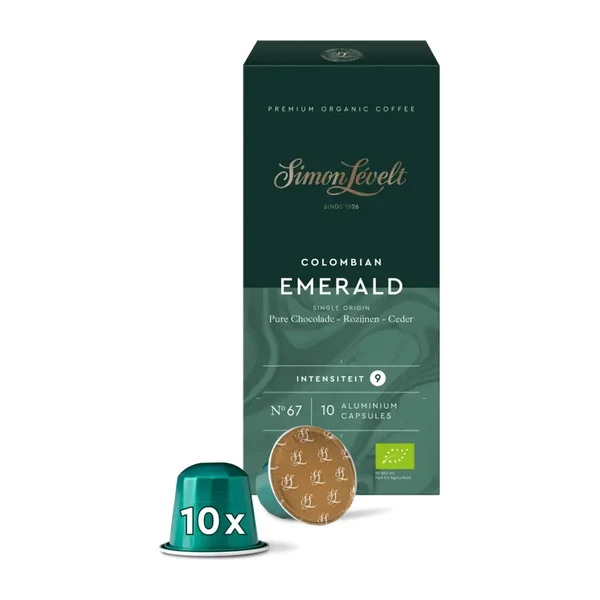 PREMIUM ORGANIC COFFEE
Simon Lévelt
SINDS 1826
COLOMBIAN
EMERALD
SINGLE ORIGIN
Pure Chocolade - Rozijnen - Ceder
INTENSITEIT 9
Nº 67 10 ALUMINIUM CAPSULES
10x